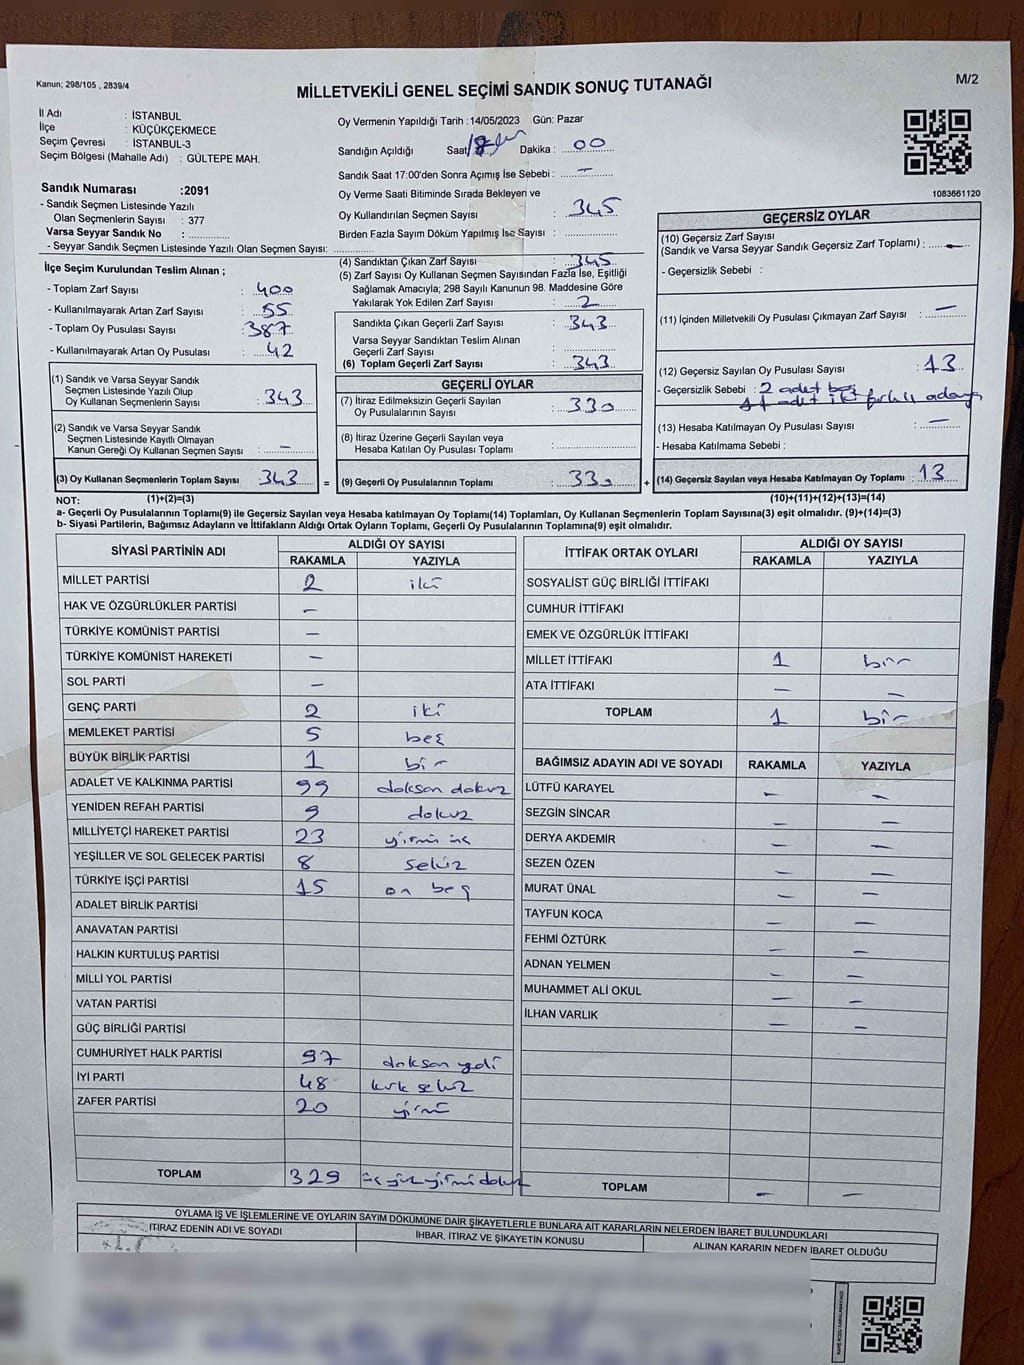 Kanun; 298/105 , 2839/4
MİLLETVEKİLİ GENEL SEÇİMİ SANDIK SONUÇ TUTANAĞI
M/2
İl Adı : İSTANBUL
İlçe : KÜÇÜKÇEKMECE
Seçim Çevresi : İSTANBUL-3
Seçim Bölgesi (Mahalle Adı) : GÜLTEPE MAH.
Sandık Numarası :2091
- Sandık Seçmen Listesinde Yazılı
Olan Seçmenlerin Sayısı : 377
Varsa Seyyar Sandık No : ............
- Seyyar Sandık Seçmen Listesinde Yazılı Olan Seçmen Sayısı: ............
Oy Vermenin Yapıldığı Tarih :14/05/2023 Gün: Pazar
Sandığın Açıldığı Saat Dakika : 00
Sandık Saat 17:00'den Sonra Açımış İse Sebebi : —
Oy Verme Saati Bitiminde Sırada Bekleyen ve
Oy Kullandırılan Seçmen Sayısı : 345
Birden Fazla Sayım Döküm Yapılmış İse Sayısı : ............
1083661120
İlçe Seçim Kurulundan Teslim Alınan ;
- Toplam Zarf Sayısı : 400
- Kullanılmayarak Artan Zarf Sayısı : 55
- Toplam Oy Pusulası Sayısı : 387
- Kullanılmayarak Artan Oy Pusulası : 42
(4) Sandıktan Çıkan Zarf Sayısı : 345
(5) Zarf Sayısı Oy Kullanan Seçmen Sayısından Fazla İse, Eşitliği
Sağlamak Amacıyla; 298 Sayılı Kanunun 98. Maddesine Göre
Yakılarak Yok Edilen Zarf Sayısı : 2
Sandıkta Çıkan Geçerli Zarf Sayısı : 343
Varsa Seyyar Sandıktan Teslim Alınan
Geçerli Zarf Sayısı : ............
(6) Toplam Geçerli Zarf Sayısı : 343
GEÇERSİZ OYLAR
(10) Geçersiz Zarf Sayısı
(Sandık ve Varsa Seyyar Sandık Geçersiz Zarf Toplamı) : —
- Geçersizlik Sebebi :
(11) İçinden Milletvekili Oy Pusulası Çıkmayan Zarf Sayısı : —
(12) Geçersiz Sayılan Oy Pusulası Sayısı : 13
- Geçersizlik Sebebi : 2 adet boş
11 adet iki farklı adaya
(13) Hesaba Katılmayan Oy Pusulası Sayısı : —
- Hesaba Katılmama Sebebi :
(14) Geçersiz Sayılan veya Hesaba Katılmayan Oy Toplamı : 13
(1) Sandık ve Varsa Seyyar Sandık
Seçmen Listesinde Yazılı Olup
Oy Kullanan Seçmenlerin Sayısı : 343
(2) Sandık ve Varsa Seyyar Sandık
Seçmen Listesinde Kayıtlı Olmayan
Kanun Gereği Oy Kullanan Seçmen Sayısı : —
(3) Oy Kullanan Seçmenlerin Toplam Sayısı : 343 =
GEÇERLİ OYLAR
(7) İtiraz Edilmeksizin Geçerli Sayılan
Oy Pusulalarının Sayısı : 330
(8) İtiraz Üzerine Geçerli Sayılan veya
Hesaba Katılan Oy Pusulası Toplamı : ............
(9) Geçerli Oy Pusulalarının Toplamı : 330 +
NOT: (1)+(2)=(3) (10)+(11)+(12)+(13)=(14)
a- Geçerli Oy Pusulalarının Toplamı(9) ile Geçersiz Sayılan veya Hesaba katılmayan Oy Toplamı(14) Toplamları, Oy Kullanan Seçmenlerin Toplam Sayısına(3) eşit olmalıdır. (9)+(14)=(3)
b- Siyasi Partilerin, Bağımsız Adayların ve İttifakların Aldığı Ortak Oyların Toplamı, Geçerli Oy Pusulalarının Toplamına(9) eşit olmalıdır.
SİYASİ PARTİNİN ADI ALDIĞI OY SAYISI
RAKAMLA YAZIYLA
MİLLET PARTİSİ 2 iki
HAK VE ÖZGÜRLÜKLER PARTİSİ —
TÜRKİYE KOMÜNİST PARTİSİ —
TÜRKİYE KOMÜNİST HAREKETİ —
SOL PARTİ —
GENÇ PARTİ 2 iki
MEMLEKET PARTİSİ 5 beş
BÜYÜK BİRLİK PARTİSİ 1 bir
ADALET VE KALKINMA PARTİSİ 99 doksan dokuz
YENİDEN REFAH PARTİSİ 9 dokuz
MİLLİYETÇİ HAREKET PARTİSİ 23 yirmi üç
YEŞİLLER VE SOL GELECEK PARTİSİ 8 sekiz
TÜRKİYE İŞÇİ PARTİSİ 15 on beş
ADALET BİRLİK PARTİSİ
ANAVATAN PARTİSİ
HALKIN KURTULUŞ PARTİSİ
MİLLİ YOL PARTİSİ
VATAN PARTİSİ
GÜÇ BİRLİĞİ PARTİSİ
CUMHURİYET HALK PARTİSİ 97 doksan yedi
İYİ PARTİ 48 kırk sekiz
ZAFER PARTİSİ 20 yirmi
TOPLAM 329 üç yüz yirmi dokuz
İTTİFAK ORTAK OYLARI ALDIĞI OY SAYISI
RAKAMLA YAZIYLA
SOSYALİST GÜÇ BİRLİĞİ İTTİFAKI
CUMHUR İTTİFAKI
EMEK VE ÖZGÜRLÜK İTTİFAKI
MİLLET İTTİFAKI 1 bir
ATA İTTİFAKI — —
TOPLAM 1 bir
BAĞIMSIZ ADAYIN ADI VE SOYADI RAKAMLA YAZIYLA
LÜTFÜ KARAYEL — —
SEZGİN SİNCAR — —
DERYA AKDEMİR — —
SEZEN ÖZEN — —
MURAT ÜNAL — —
TAYFUN KOCA — —
FEHMİ ÖZTÜRK — —
ADNAN YELMEN — —
MUHAMMET ALİ OKUL — —
İLHAN VARLIK — —
TOPLAM — —
OYLAMA İŞ VE İŞLEMLERİNE VE OYLARIN SAYIM DÖKÜMÜNE DAİR ŞİKAYETLERLE BUNLARA AİT KARARLARIN NELERDEN İBARET BULUNDUKLARI
İTİRAZ EDENİN ADI VE SOYADI İHBAR, İTİRAZ VE ŞİKAYETİN KONUSU ALINAN KARARIN NEDEN İBARET OLDUĞU